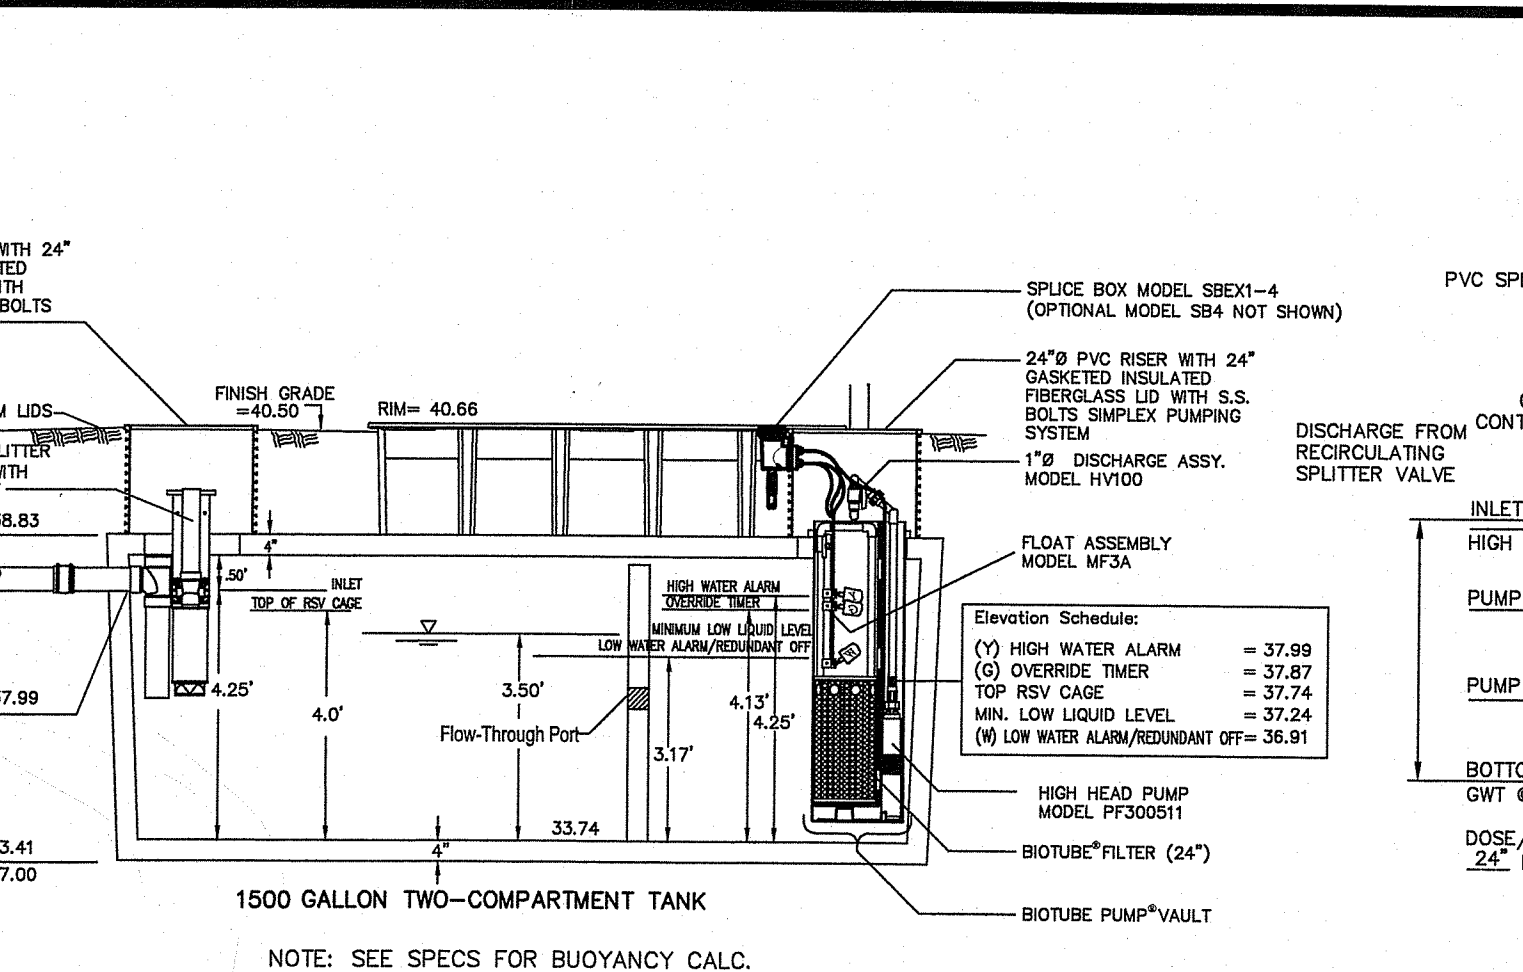 WITH 24"
TED
ITH
BOLTS
M LIDS
LITTER
WITH
38.83
37.99
3.41
7.00
FINISH GRADE
=40.50
RIM= 40.66
4"
.50'
INLET
TOP OF RSV CAGE
HIGH WATER ALARM
OVERRIDE TIMER
MINIMUM LOW LIQUID LEVEL
LOW WATER ALARM/REDUNDANT OFF
4.25'
4.0'
3.50'
Flow-Through Port
3.17'
4.13'
4.25'
33.74
4"
1500 GALLON TWO-COMPARTMENT TANK
NOTE: SEE SPECS FOR BUOYANCY CALC.
SPLICE BOX MODEL SBEX1-4
(OPTIONAL MODEL SB4 NOT SHOWN)
24"Ø PVC RISER WITH 24"
GASKETED INSULATED
FIBERGLASS LID WITH S.S.
BOLTS SIMPLEX PUMPING
SYSTEM
1"Ø DISCHARGE ASSY.
MODEL HV100
FLOAT ASSEMBLY
MODEL MF3A
Elevation Schedule:
(Y) HIGH WATER ALARM = 37.99
(G) OVERRIDE TIMER = 37.87
TOP RSV CAGE = 37.74
MIN. LOW LIQUID LEVEL = 37.24
(W) LOW WATER ALARM/REDUNDANT OFF= 36.91
HIGH HEAD PUMP
MODEL PF300511
BIOTUBE® FILTER (24")
BIOTUBE PUMP® VAULT
PVC SPL
CONT
DISCHARGE FROM
RECIRCULATING
SPLITTER VALVE
INLET
HIGH
PUMP
PUMP
BOTTO
GWT @
DOSE/
24"